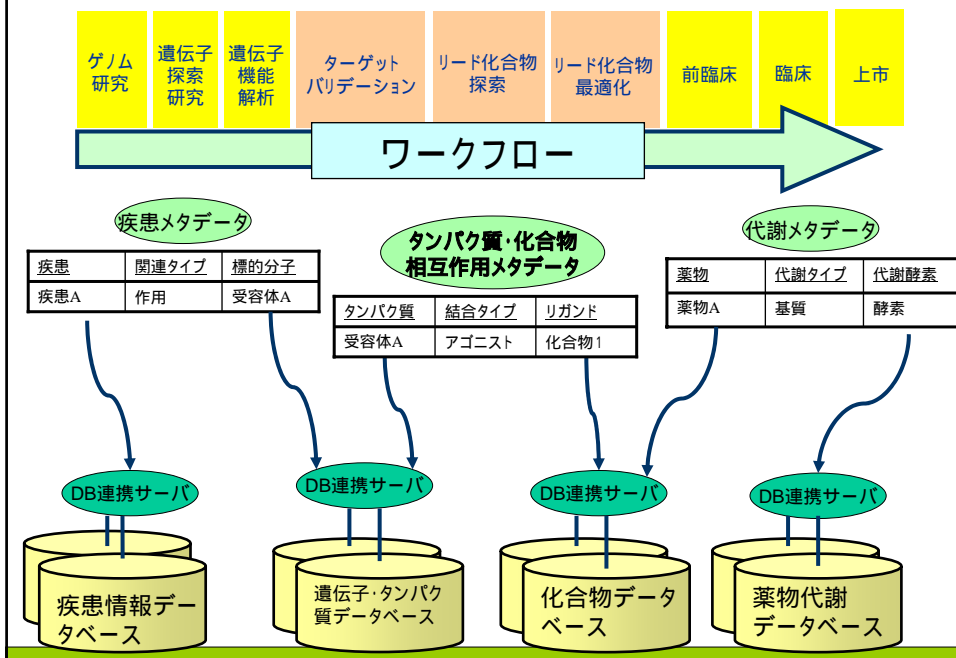 ゲノム
研究
遺伝子
探索
研究
遺伝子
機能
解析
ターゲット
バリデーション
リード化合物
探索
リード化合物
最適化
前臨床
臨床
上市
ワークフロー
疾患メタデータ
疾患 関連タイプ 標的分子
疾患A 作用 受容体A
タンパク質・化合物
相互作用メタデータ
タンパク質 結合タイプ リガンド
受容体A アゴニスト 化合物1
代謝メタデータ
薬物 代謝タイプ 代謝酵素
薬物A 基質 酵素
DB連携サーバ
DB連携サーバ
DB連携サーバ
DB連携サーバ
疾患情報デー
タベース
遺伝子・タンパク
質データベース
化合物データ
ベース
薬物代謝
データベース